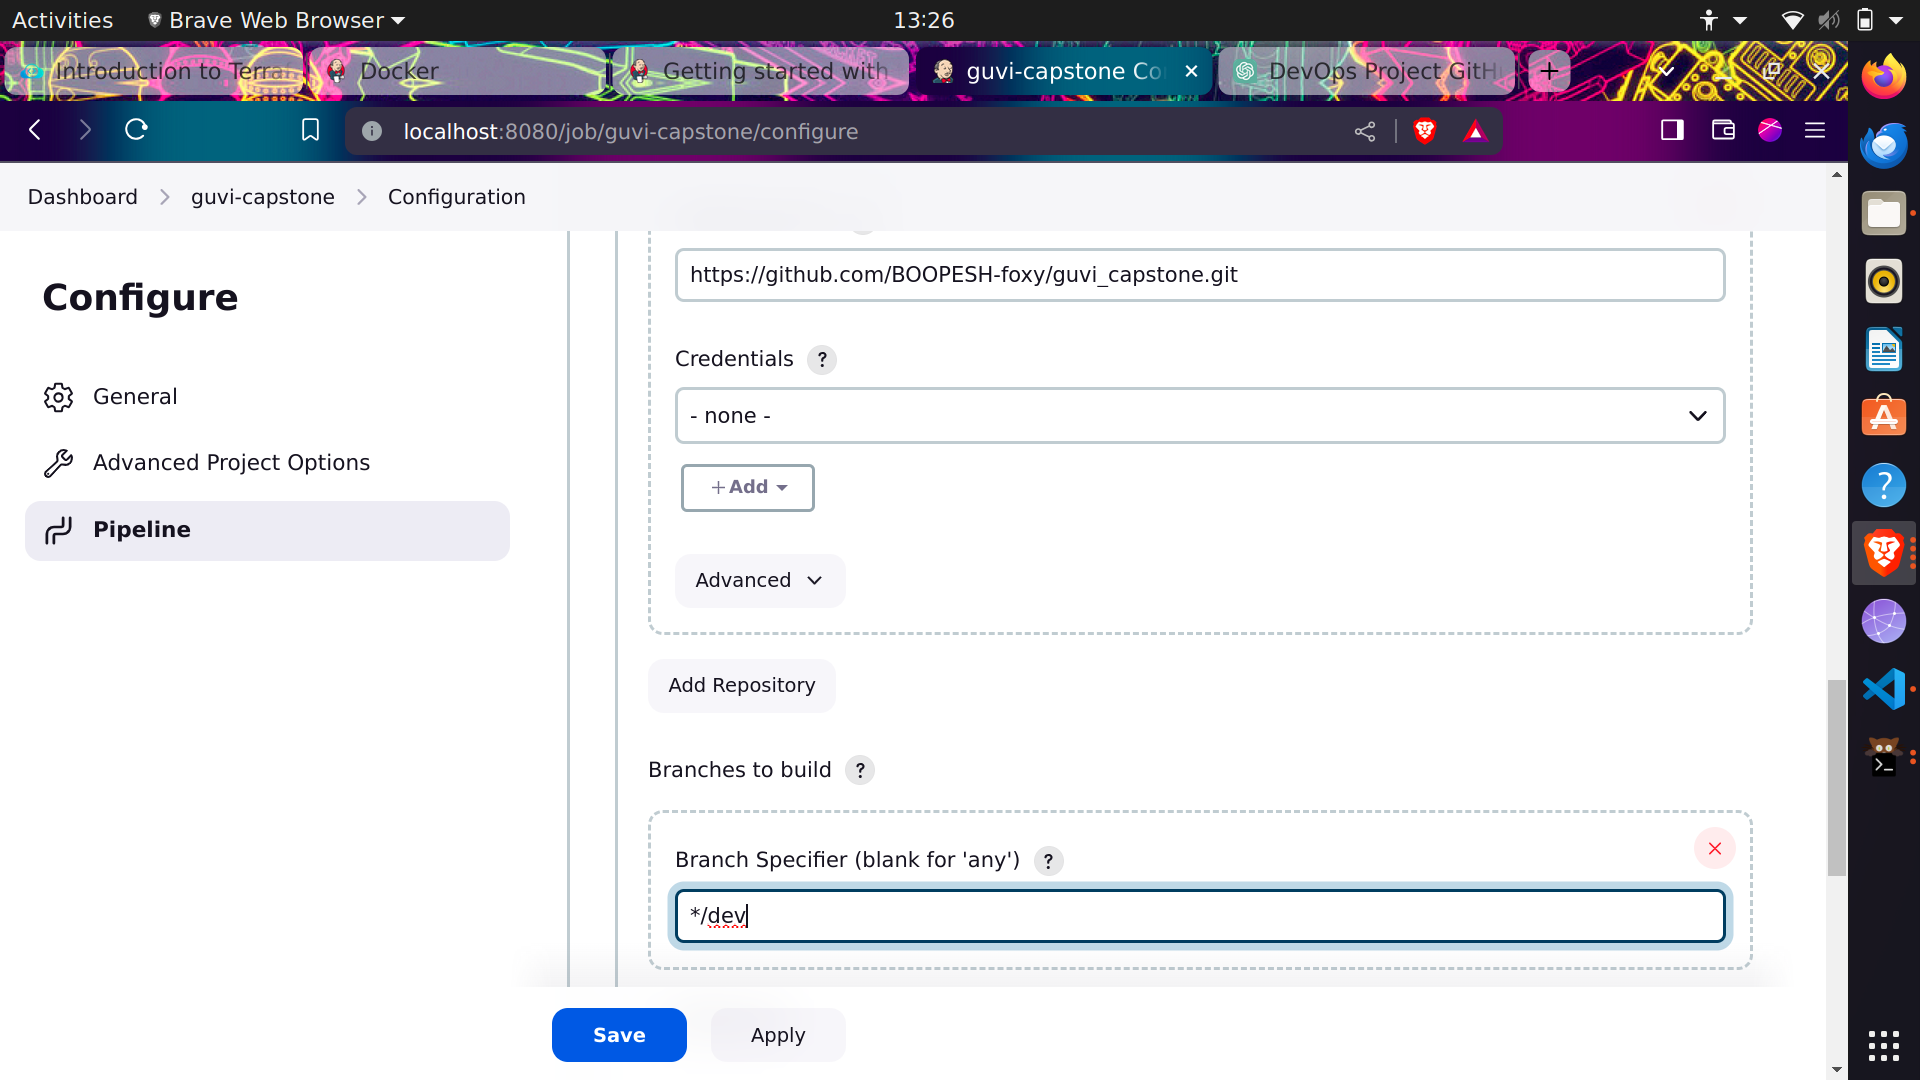 Activities
Brave Web Browser
13:26
Introduction to Terra
Docker
Getting started with
guvi-capstone Co
DevOps Project GitH
localhost:8080/job/guvi-capstone/configure
Dashboard
guvi-capstone
Configuration
Configure
General
Advanced Project Options
Pipeline
https://github.com/BOOPESH-foxy/guvi_capstone.git
Credentials ?
- none -
+ Add
Advanced
Add Repository
Branches to build ?
Branch Specifier (blank for 'any') ?
*/dev
Save
Apply